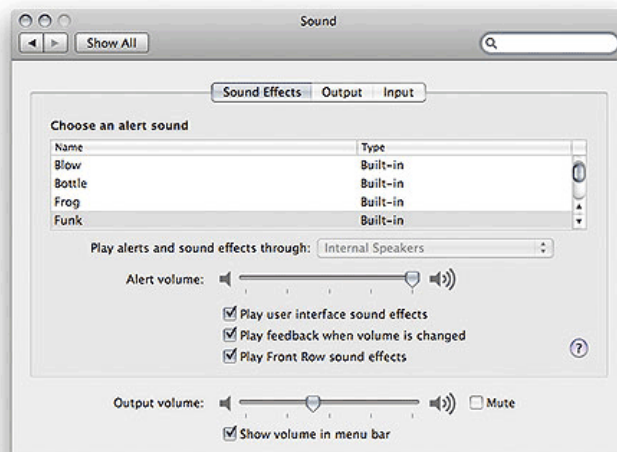 Sound
Show All
Sound Effects Output Input
Choose an alert sound
Name Type
Blow Built-in
Bottle Built-in
Frog Built-in
Funk Built-in
Play alerts and sound effects through: Internal Speakers
Alert volume:
Play user interface sound effects
Play feedback when volume is changed
?
Play Front Row sound effects
Output volume: Mute
Show volume in menu bar